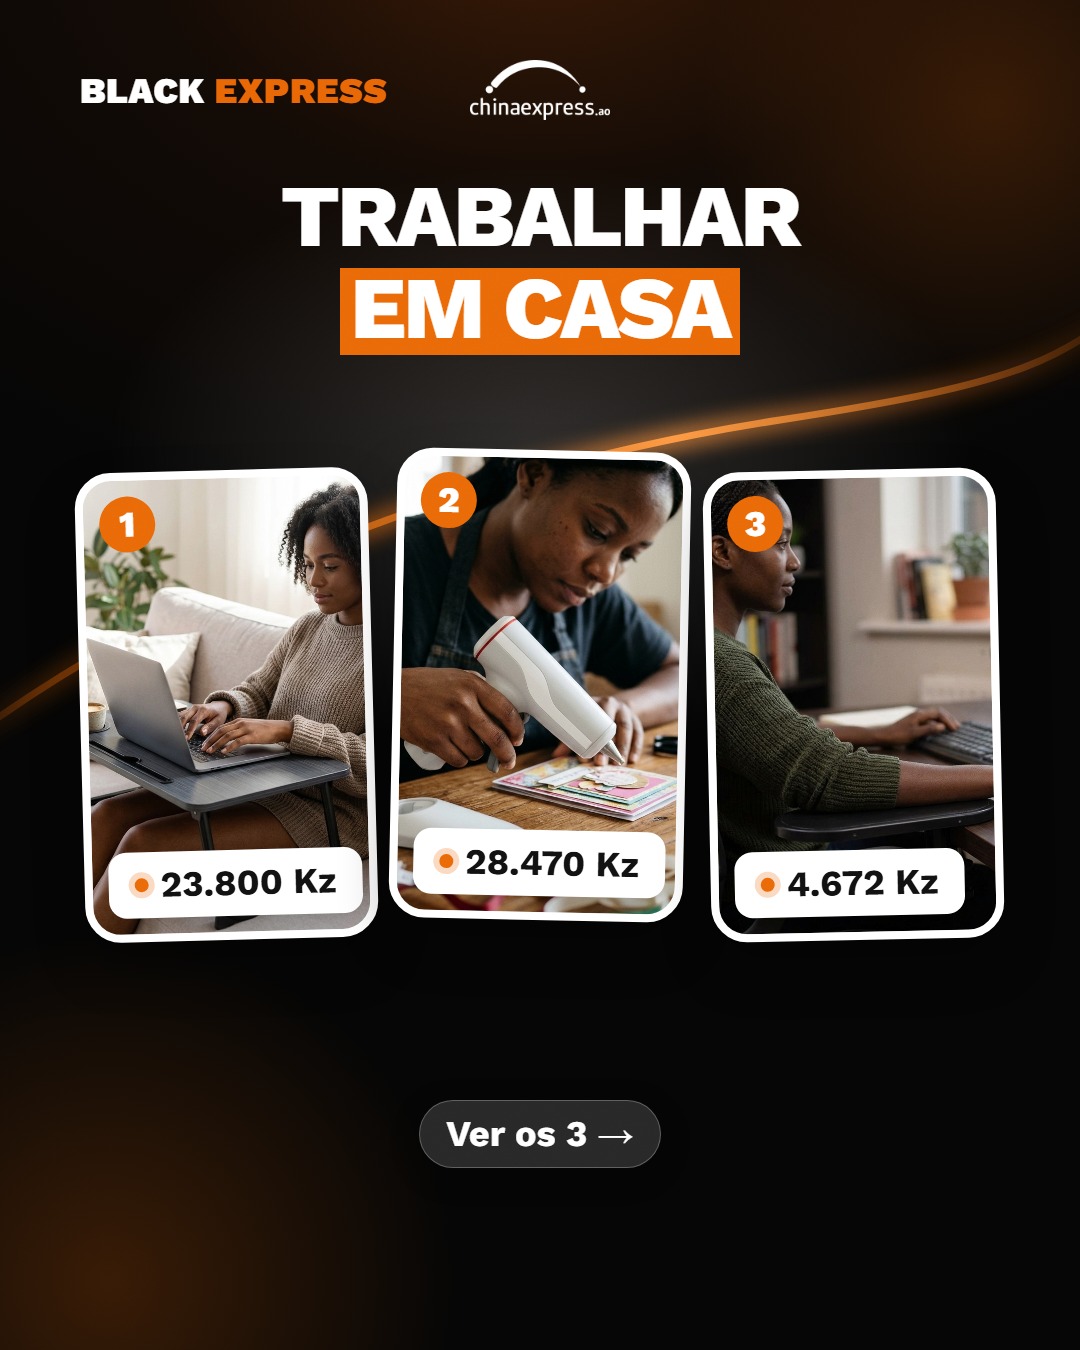 BLACK EXPRESS
chinaexpress.ao
TRABALHAR
EM CASA
1
2
3
23.800 Kz
28.470 Kz
4.672 Kz
Ver os 3 →